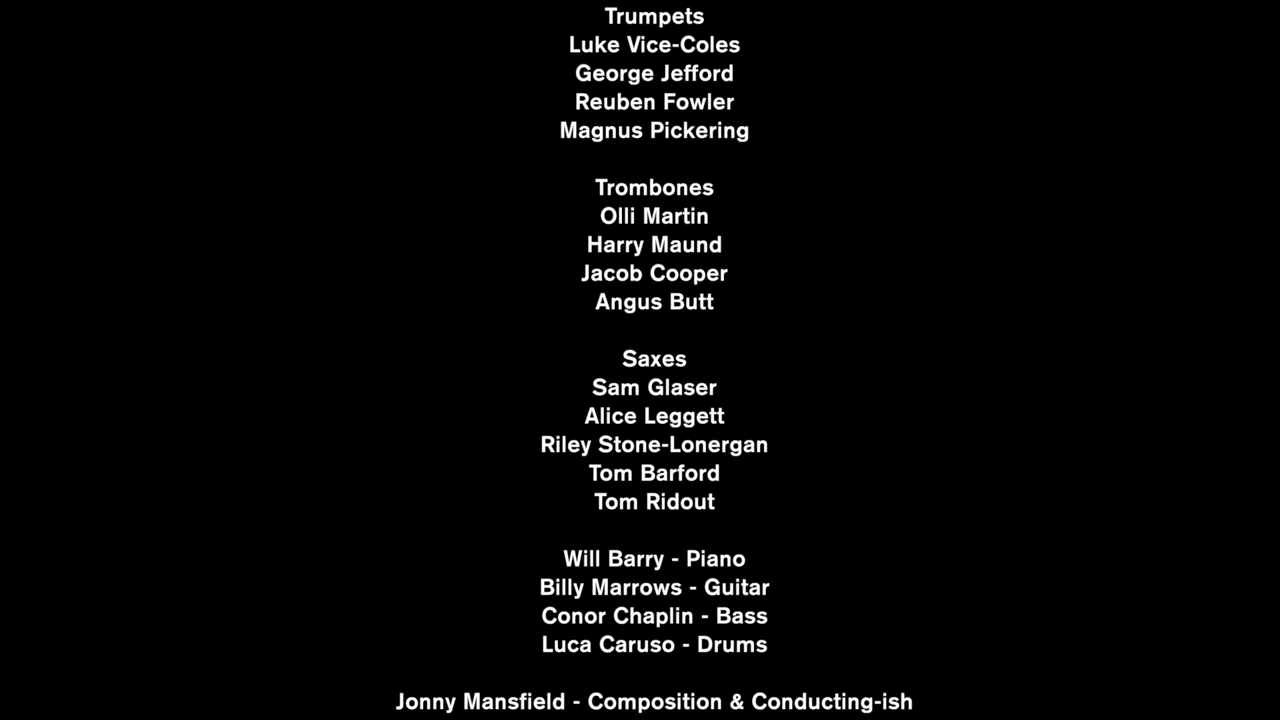 Trumpets
Luke Vice-Coles
George Jefford
Reuben Fowler
Magnus Pickering
Trombones
Olli Martin
Harry Maund
Jacob Cooper
Angus Butt
Saxes
Sam Glaser
Alice Leggett
Riley Stone-Lonergan
Tom Barford
Tom Ridout
Will Barry - Piano
Billy Marrows - Guitar
Conor Chaplin - Bass
Luca Caruso - Drums
Jonny Mansfield - Composition & Conducting-ish